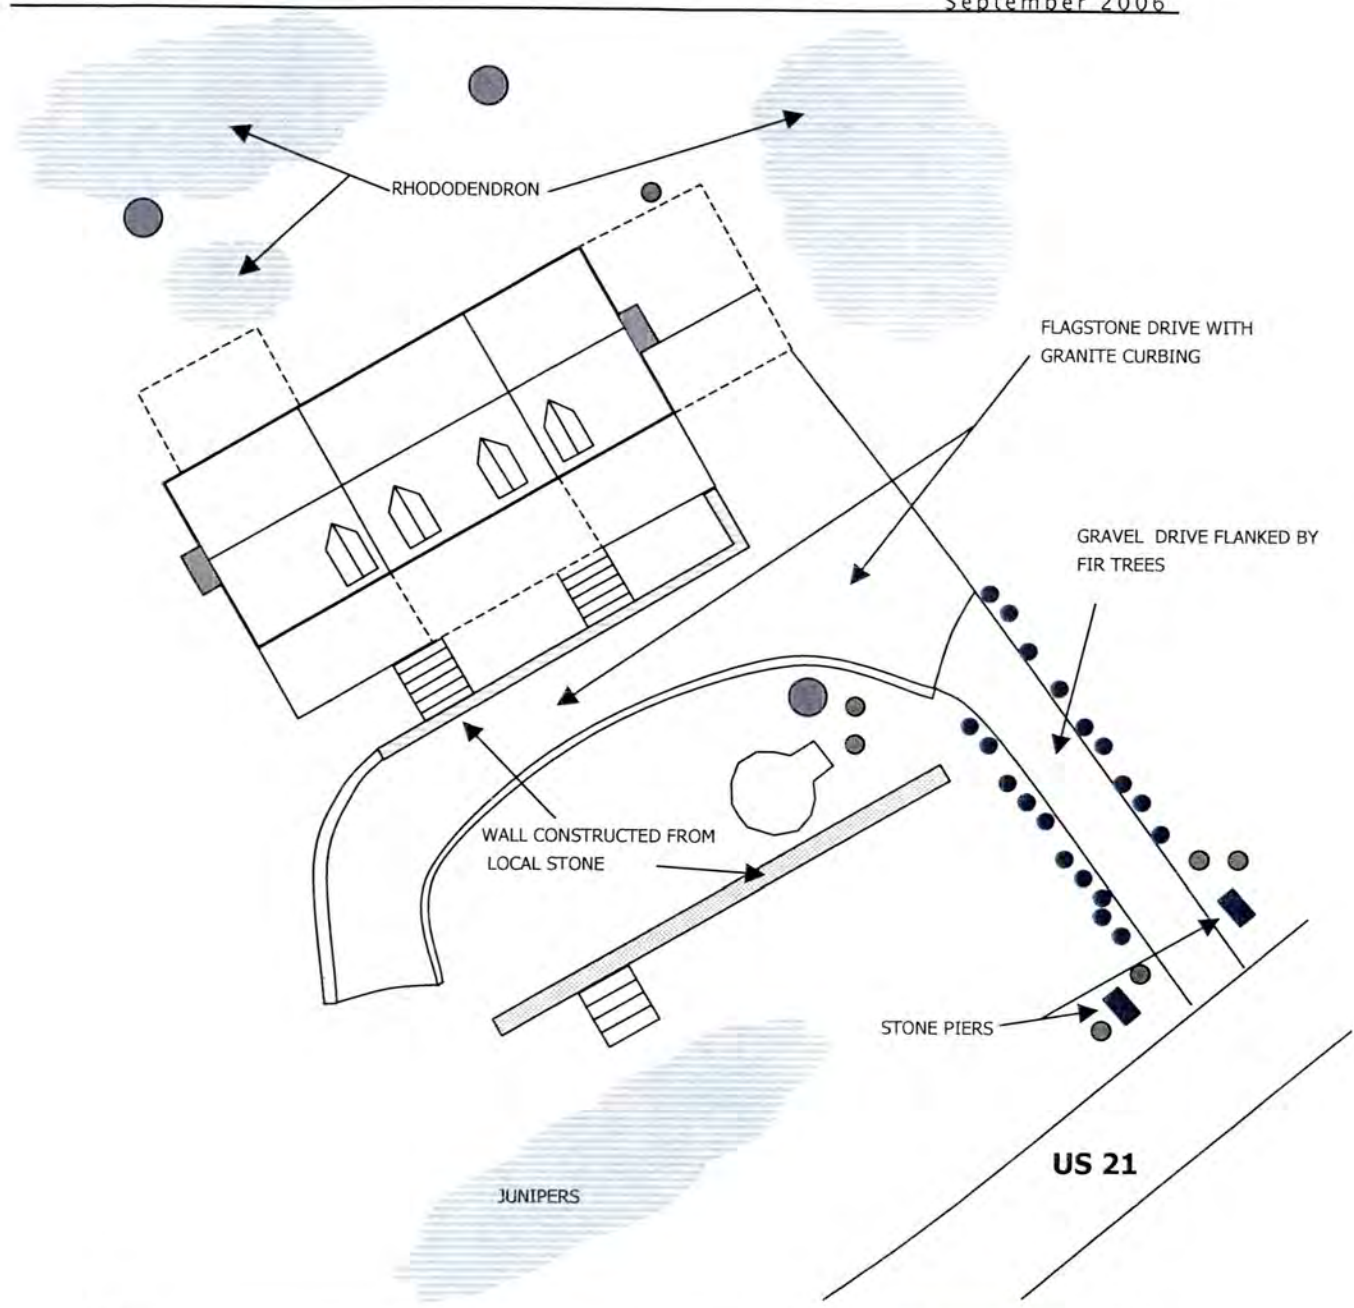 September 2006
RHODODENDRON
FLAGSTONE DRIVE WITH
GRANITE CURBING
GRAVEL DRIVE FLANKED BY
FIR TREES
WALL CONSTRUCTED FROM
LOCAL STONE
STONE PIERS
US 21
JUNIPERS